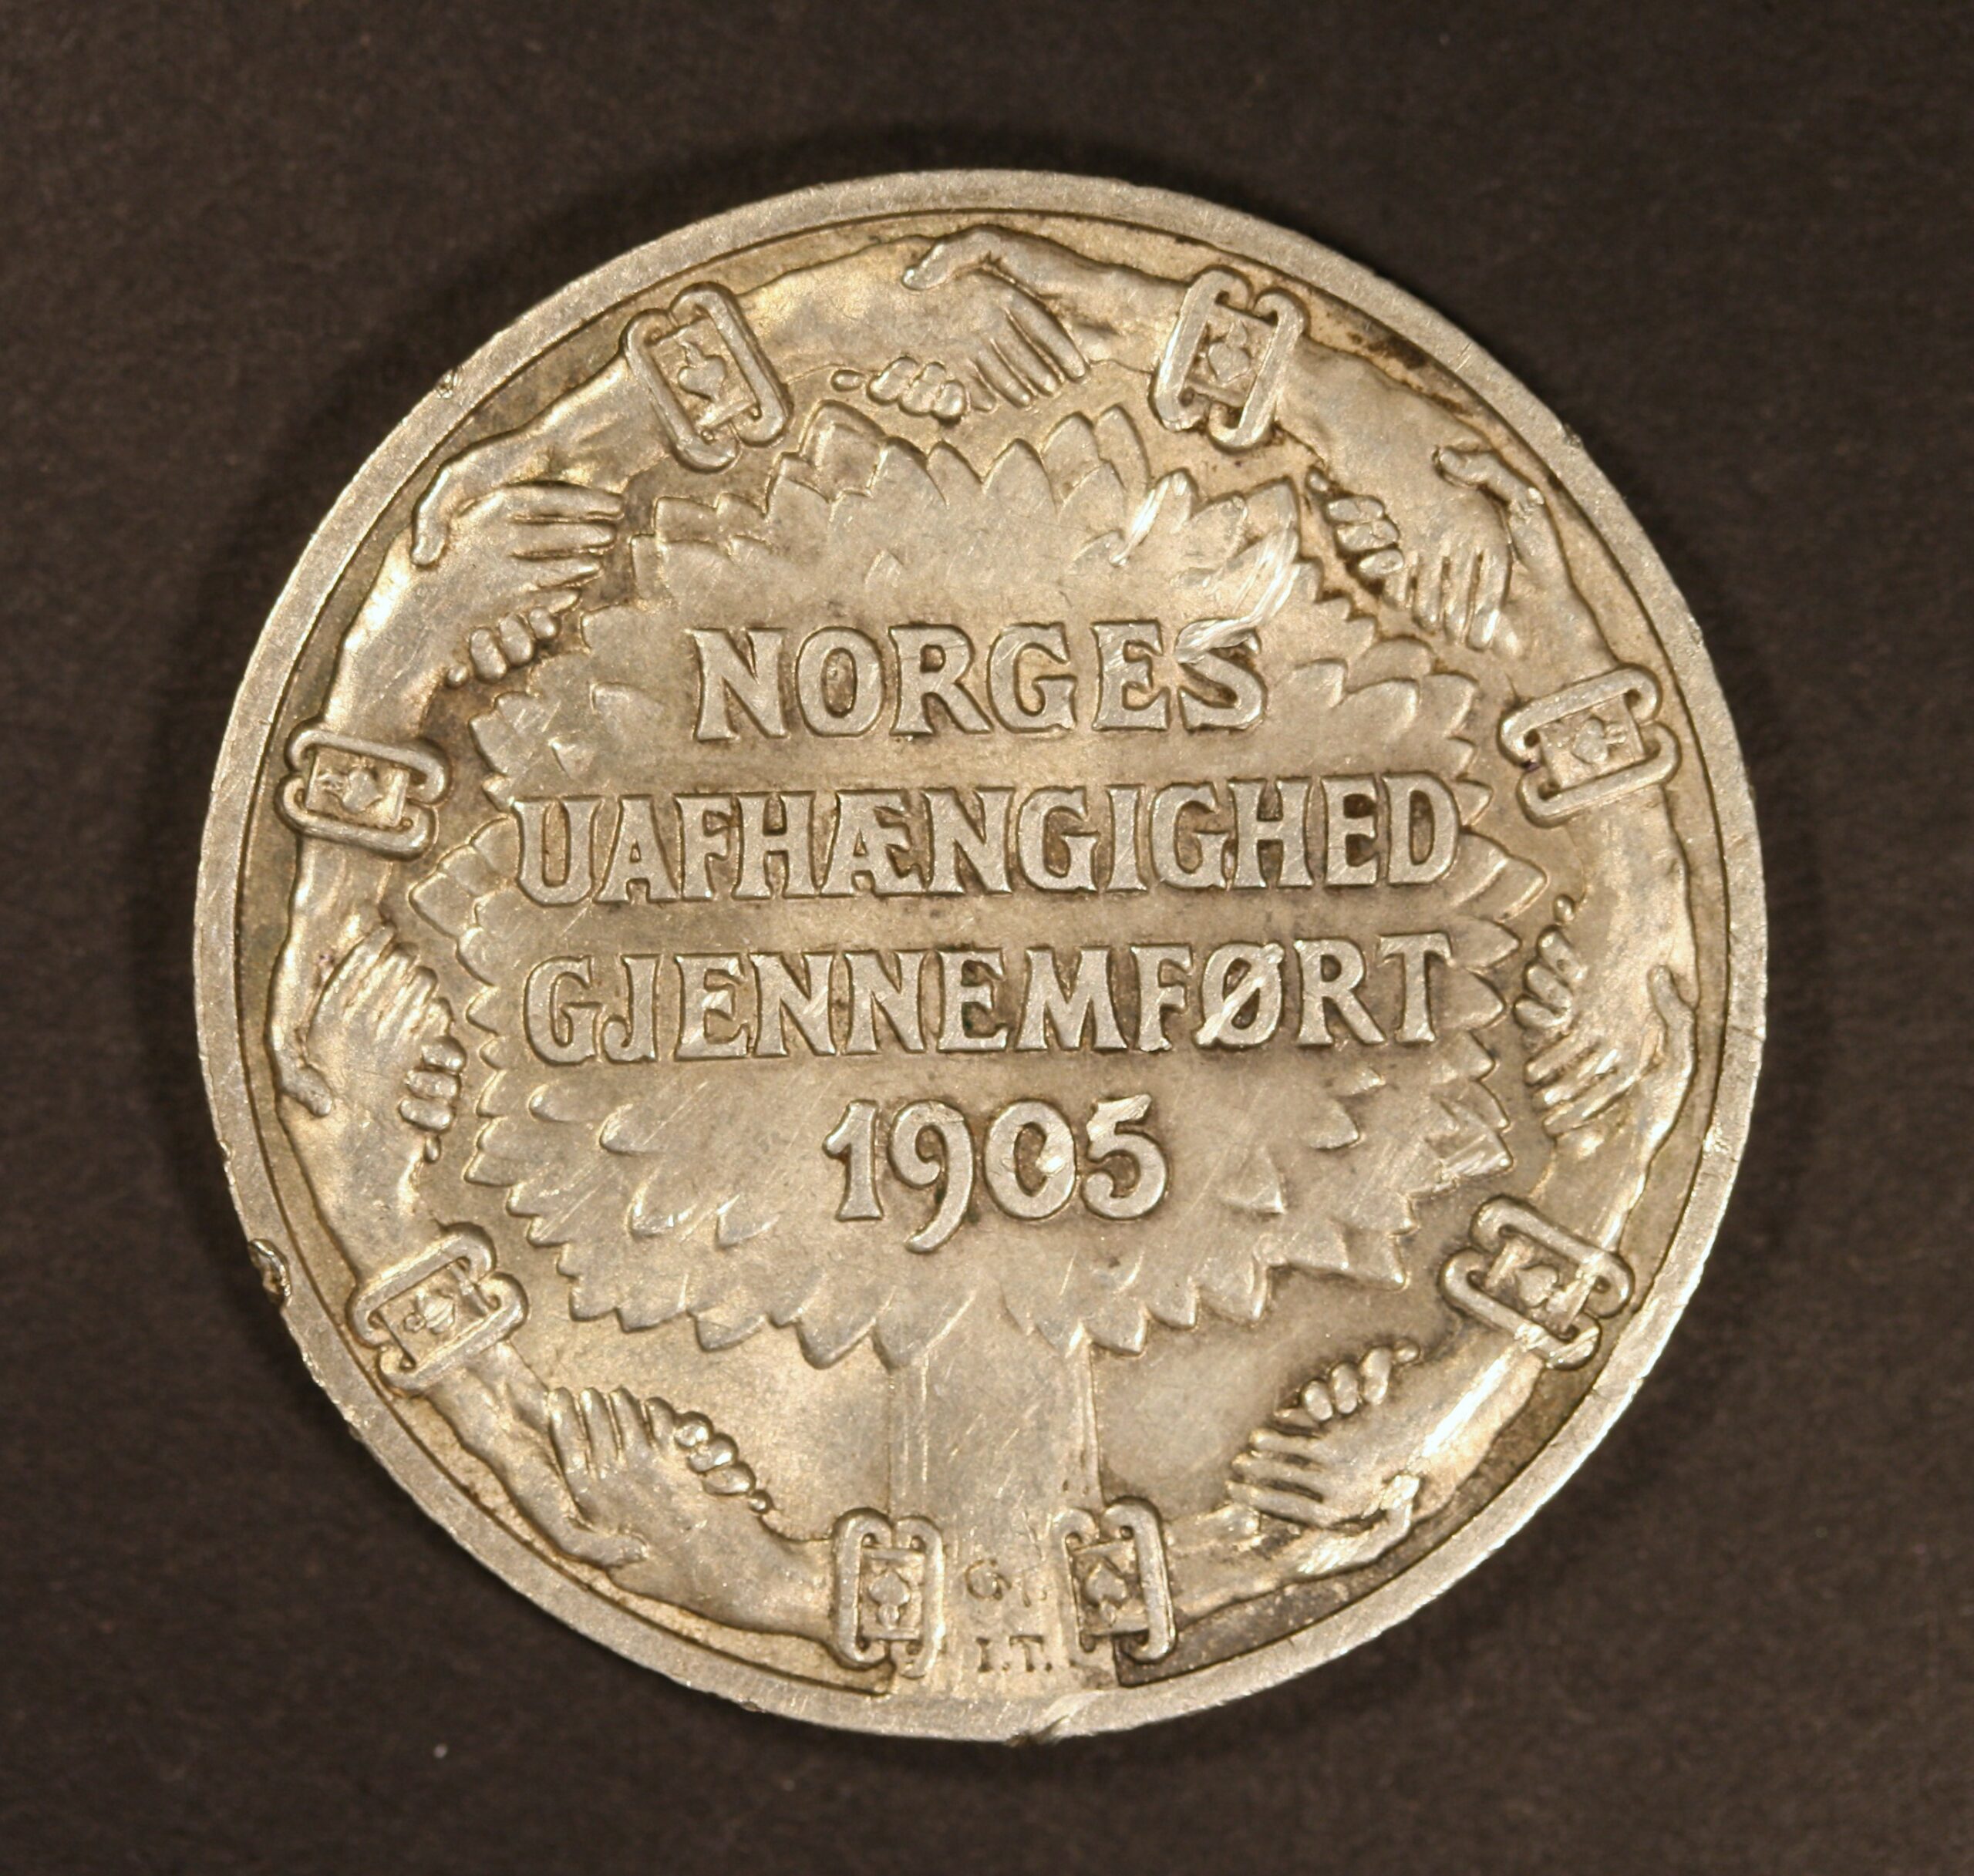 NORGES
UAFHÆNGIGHED
GJENNEMFØRT
1905
I.T.